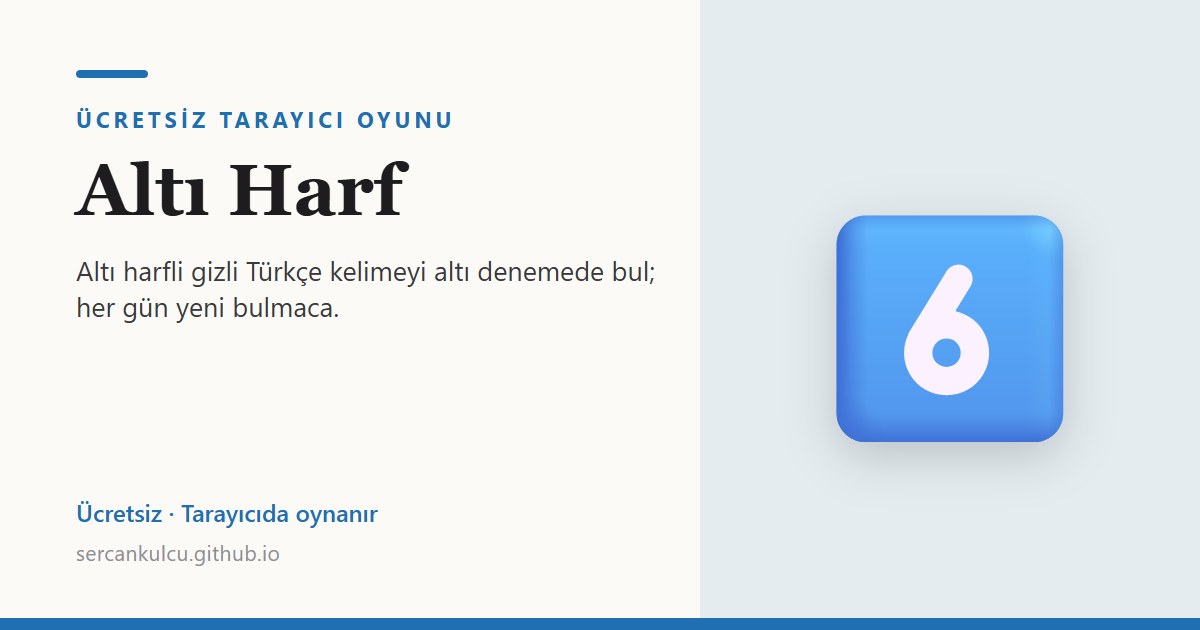 ÜCRETSİZ TARAYICI OYUNU
Altı Harf
Altı harfli gizli Türkçe kelimeyi altı denemede bul;
her gün yeni bulmaca.
6
Ücretsiz · Tarayıcıda oynanır
sercankulcu.github.io